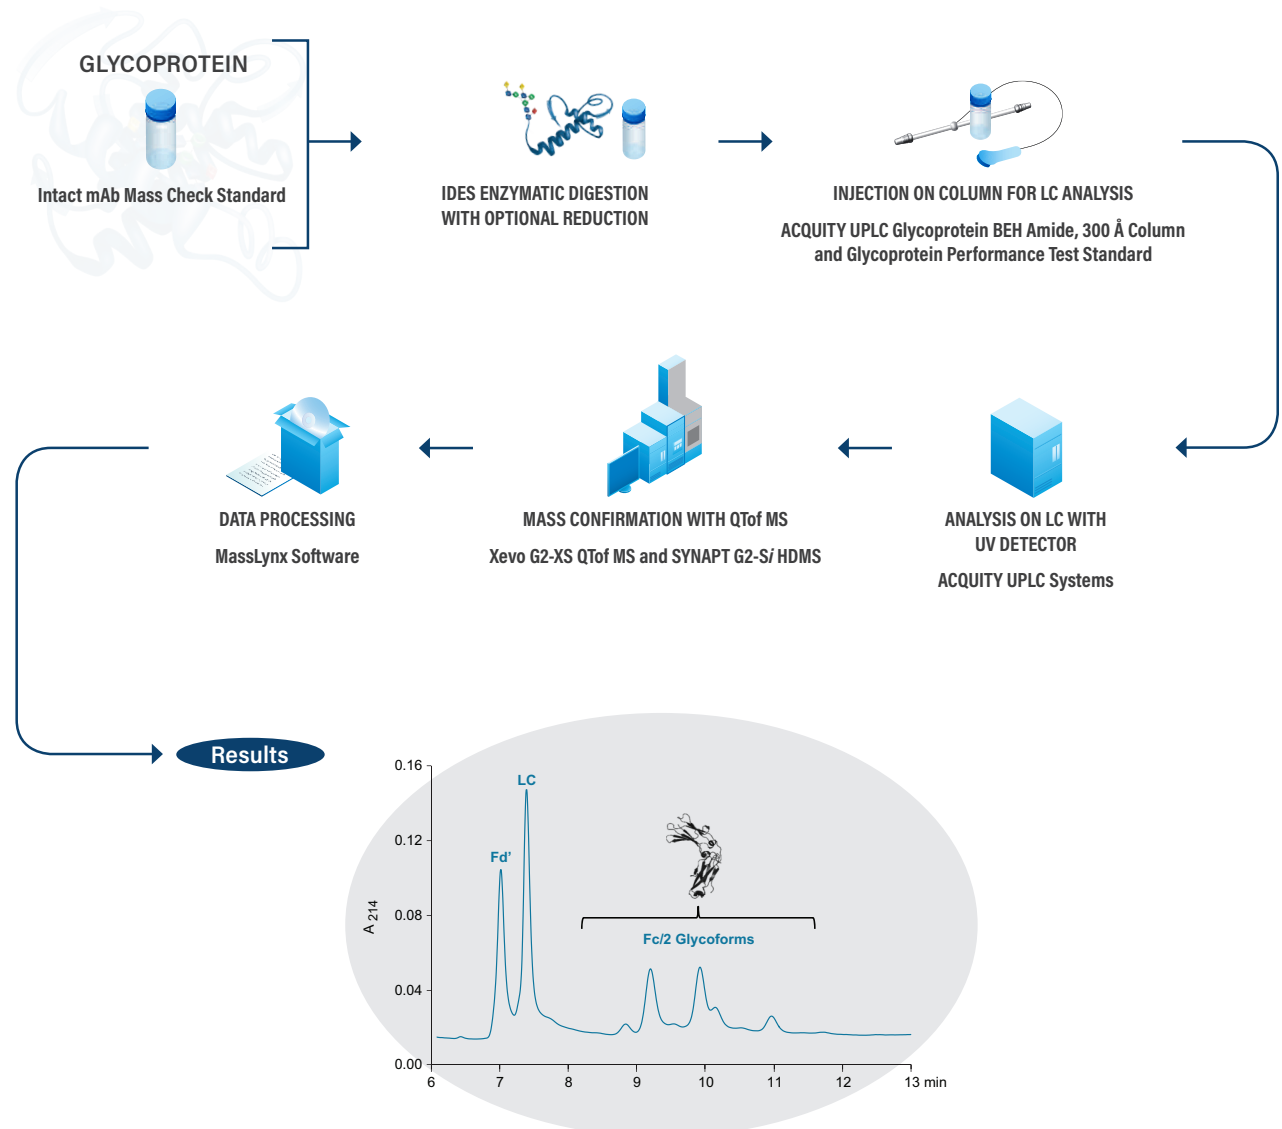 GLYCOPROTEIN
Intact mAb Mass Check Standard
IDES ENZYMATIC DIGESTION
WITH OPTIONAL REDUCTION
INJECTION ON COLUMN FOR LC ANALYSIS
ACQUITY UPLC Glycoprotein BEH Amide, 300 Å Column
and Glycoprotein Performance Test Standard
DATA PROCESSING
MassLynx Software
MASS CONFIRMATION WITH QTof MS
Xevo G2-XS QTof MS and SYNAPT G2-Si HDMS
ANALYSIS ON LC WITH
UV DETECTOR
ACQUITY UPLC Systems
Results
0.16
0.12
0.08
0.04
0.00
A 214
LC
Fd’
Fc/2 Glycoforms
6 7 8 9 10 11 12 13 min